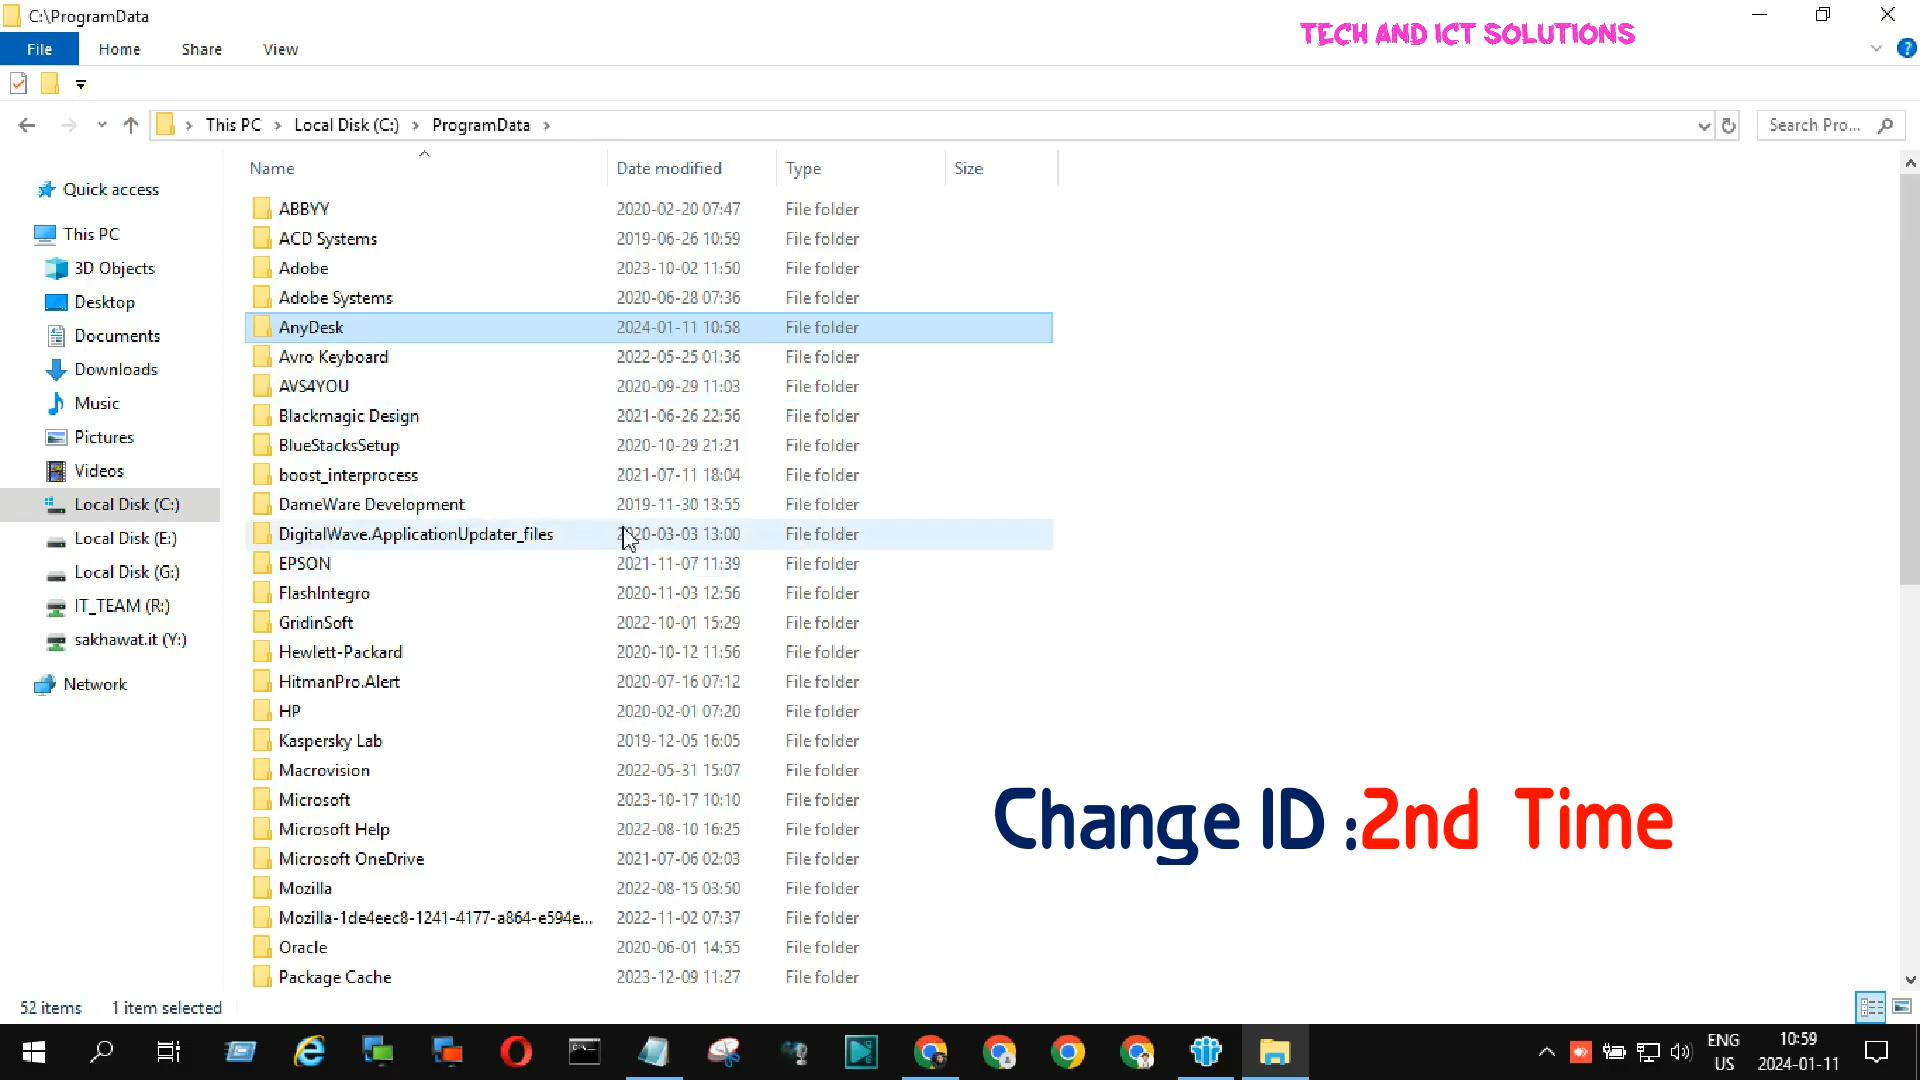 C:\ProgramData
TECH AND ICT SOLUTIONS
File Home Share View
This PC Local Disk (C:) ProgramData
Search Pro...
Name Date modified Type Size
Quick access
This PC
3D Objects
Desktop
Documents
Downloads
Music
Pictures
Videos
Local Disk (C:)
Local Disk (E:)
Local Disk (G:)
IT_TEAM (R:)
sakhawat.it (Y:)
Network
ABBYY 2020-02-20 07:47 File folder
ACD Systems 2019-06-26 10:59 File folder
Adobe 2023-10-02 11:50 File folder
Adobe Systems 2020-06-28 07:36 File folder
AnyDesk 2024-01-11 10:58 File folder
Avro Keyboard 2022-05-25 01:36 File folder
AVS4YOU 2020-09-29 11:03 File folder
Blackmagic Design 2021-06-26 22:56 File folder
BlueStacksSetup 2020-10-29 21:21 File folder
boost_interprocess 2021-07-11 18:04 File folder
DameWare Development 2019-11-30 13:55 File folder
DigitalWave.ApplicationUpdater_files 2020-03-03 13:00 File folder
EPSON 2021-11-07 11:39 File folder
FlashIntegro 2020-11-03 12:56 File folder
GridinSoft 2022-10-01 15:29 File folder
Hewlett-Packard 2020-10-12 11:56 File folder
HitmanPro.Alert 2020-07-16 07:12 File folder
HP 2020-02-01 07:20 File folder
Kaspersky Lab 2019-12-05 16:05 File folder
Macrovision 2022-05-31 15:07 File folder
Microsoft 2023-10-17 10:10 File folder
Microsoft Help 2022-08-10 16:25 File folder
Microsoft OneDrive 2021-07-06 02:03 File folder
Mozilla 2022-08-15 03:50 File folder
Mozilla-1de4eec8-1241-4177-a864-e594e... 2022-11-02 07:37 File folder
Oracle 2020-06-01 14:55 File folder
Package Cache 2023-12-09 11:27 File folder
Change ID :2nd Time
52 items 1 item selected
ENG
US
10:59
2024-01-11